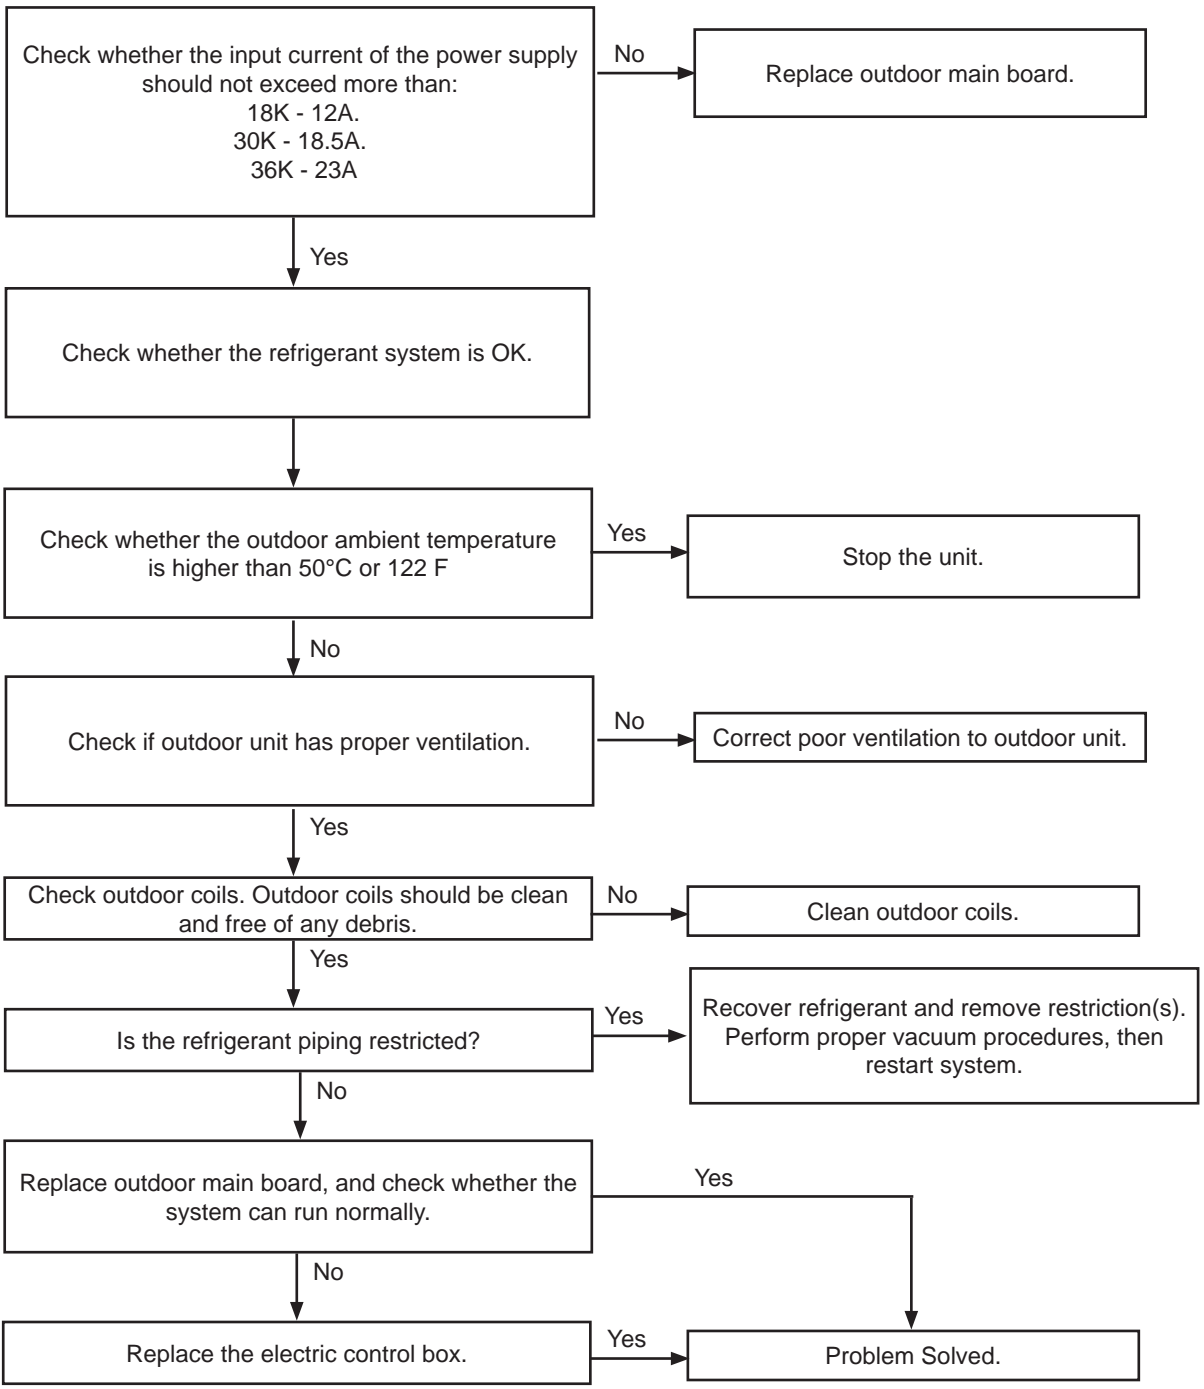 Check whether the input current of the power supply
should not exceed more than:
18K - 12A.
30K - 18.5A.
36K - 23A
No
Replace outdoor main board.
Yes
Check whether the refrigerant system is OK.
Check whether the outdoor ambient temperature
is higher than 50°C or 122 F
Yes
Stop the unit.
No
Check if outdoor unit has proper ventilation.
No
Correct poor ventilation to outdoor unit.
Yes
Check outdoor coils. Outdoor coils should be clean
and free of any debris.
No
Clean outdoor coils.
Yes
Is the refrigerant piping restricted?
Yes
Recover refrigerant and remove restriction(s).
Perform proper vacuum procedures, then
restart system.
No
Replace outdoor main board, and check whether the
system can run normally.
Yes
No
Replace the electric control box.
Yes
Problem Solved.